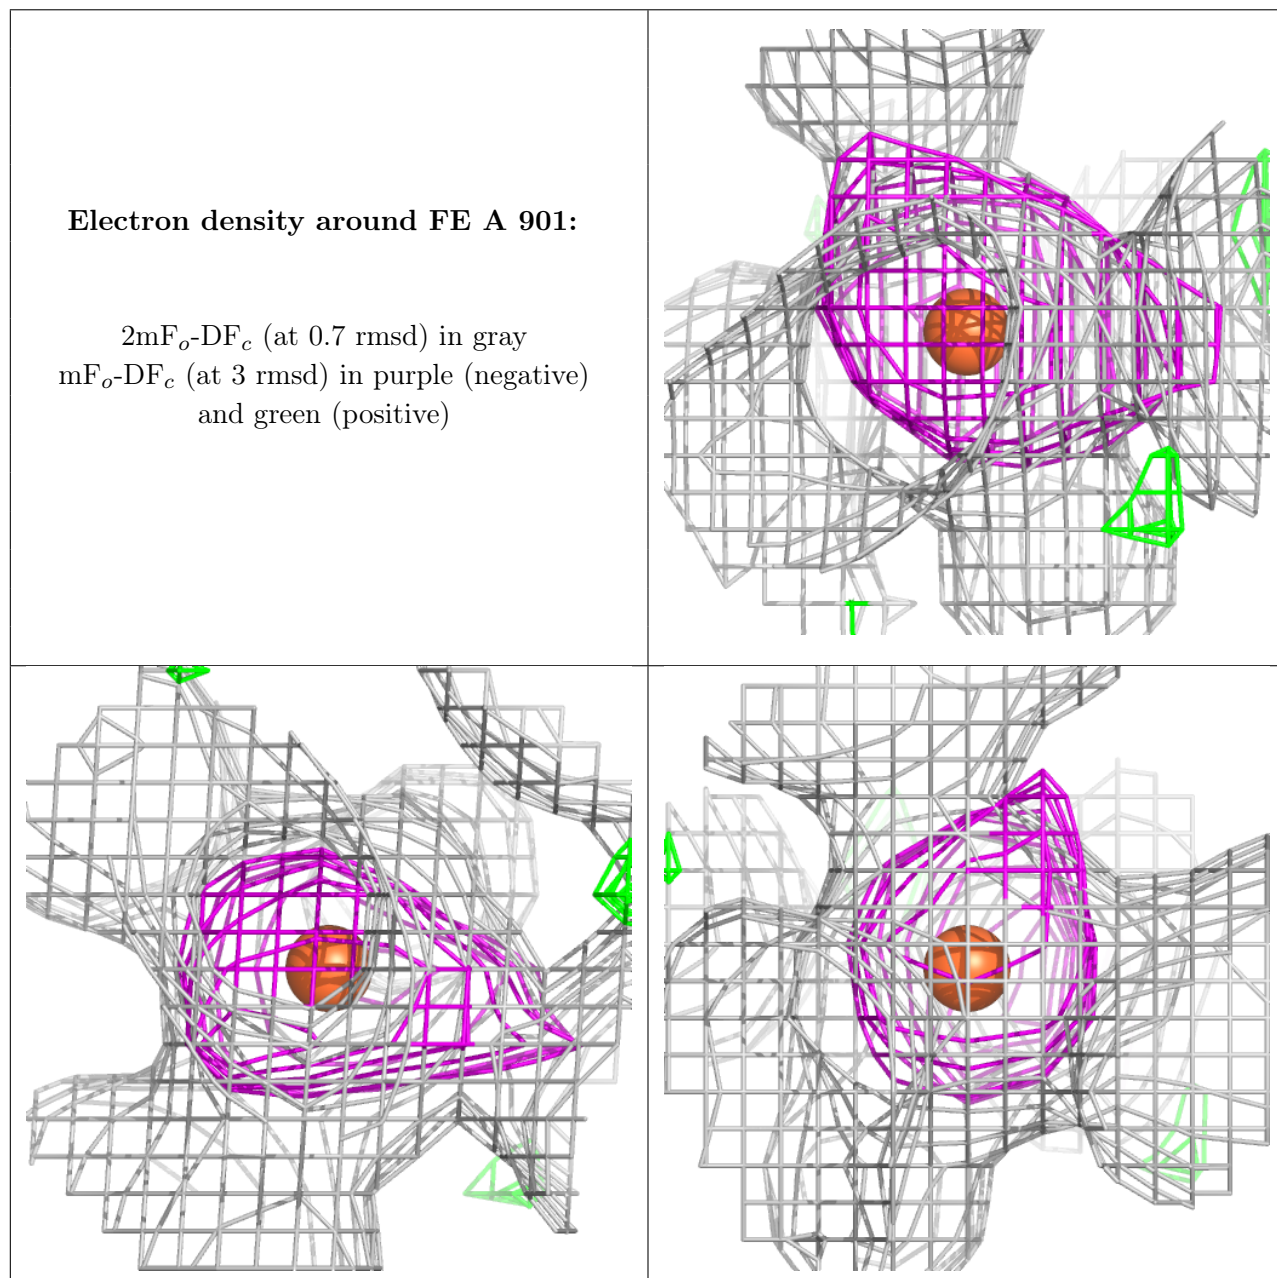 Electron density around FE A 901:
2mFo-DFc (at 0.7 rmsd) in gray
mFo-DFc (at 3 rmsd) in purple (negative)
and green (positive)